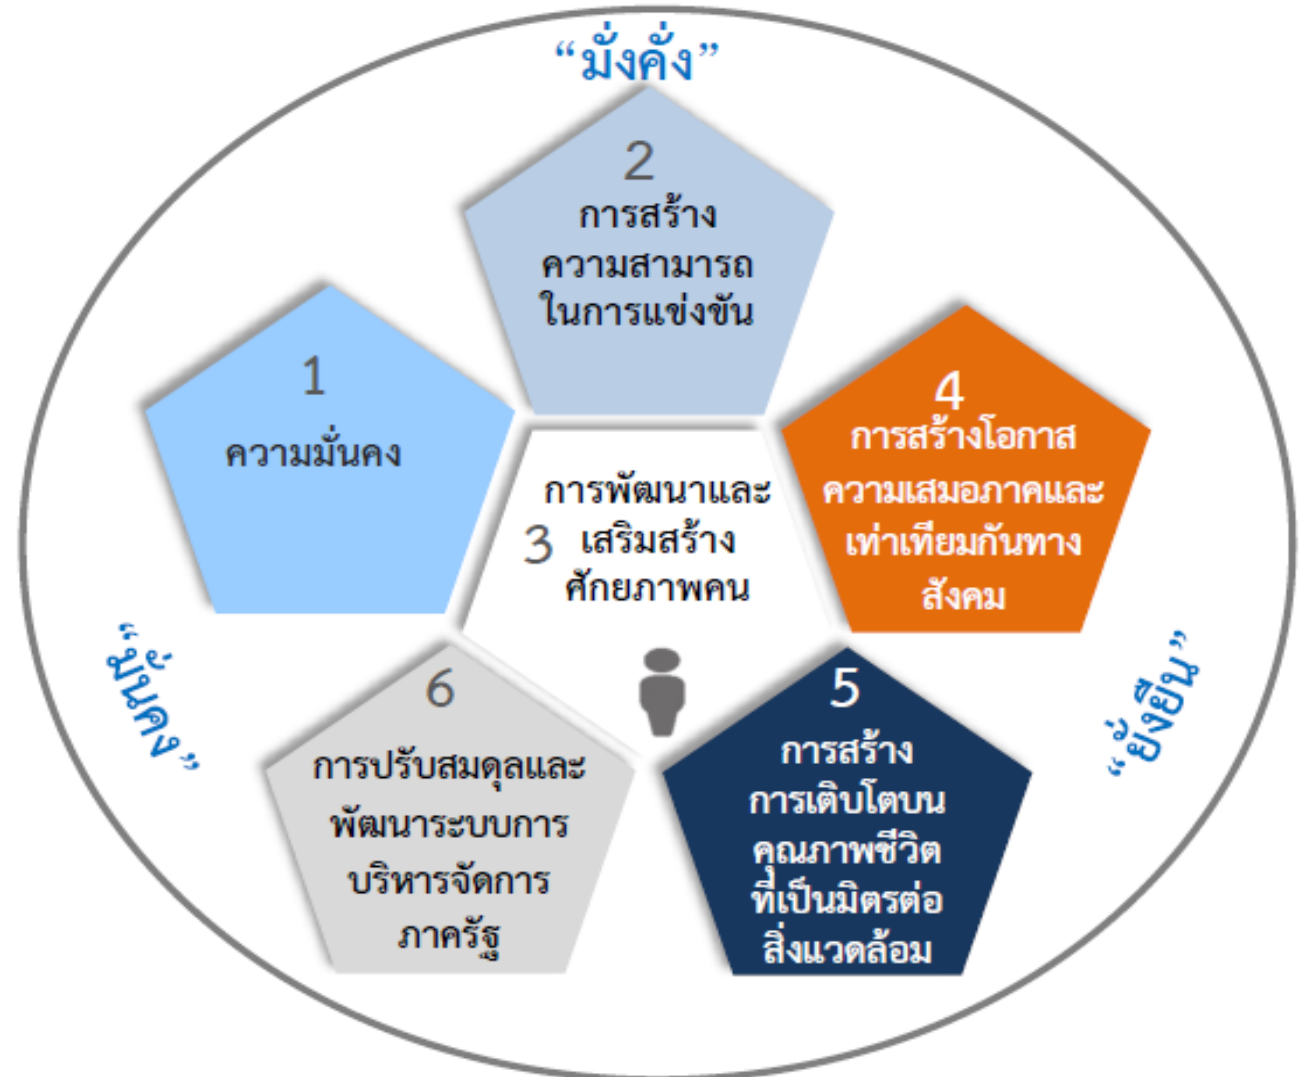 “มั่งคั่ง”
2
การสร้าง
ความสามารถ
ในการแข่งขัน
1
ความมั่นคง
4
การสร้างโอกาส
ความเสมอภาคและ
เท่าเทียมกันทาง
สังคม
การพัฒนาและ
3 เสริมสร้าง
ศักยภาพคน
“มั่นคง”
“ยั่งยืน”
6
การปรับสมดุลและ
พัฒนาระบบการ
บริหารจัดการ
ภาครัฐ
5
การสร้าง
การเติบโตบน
คุณภาพชีวิต
ที่เป็นมิตรต่อ
สิ่งแวดล้อม